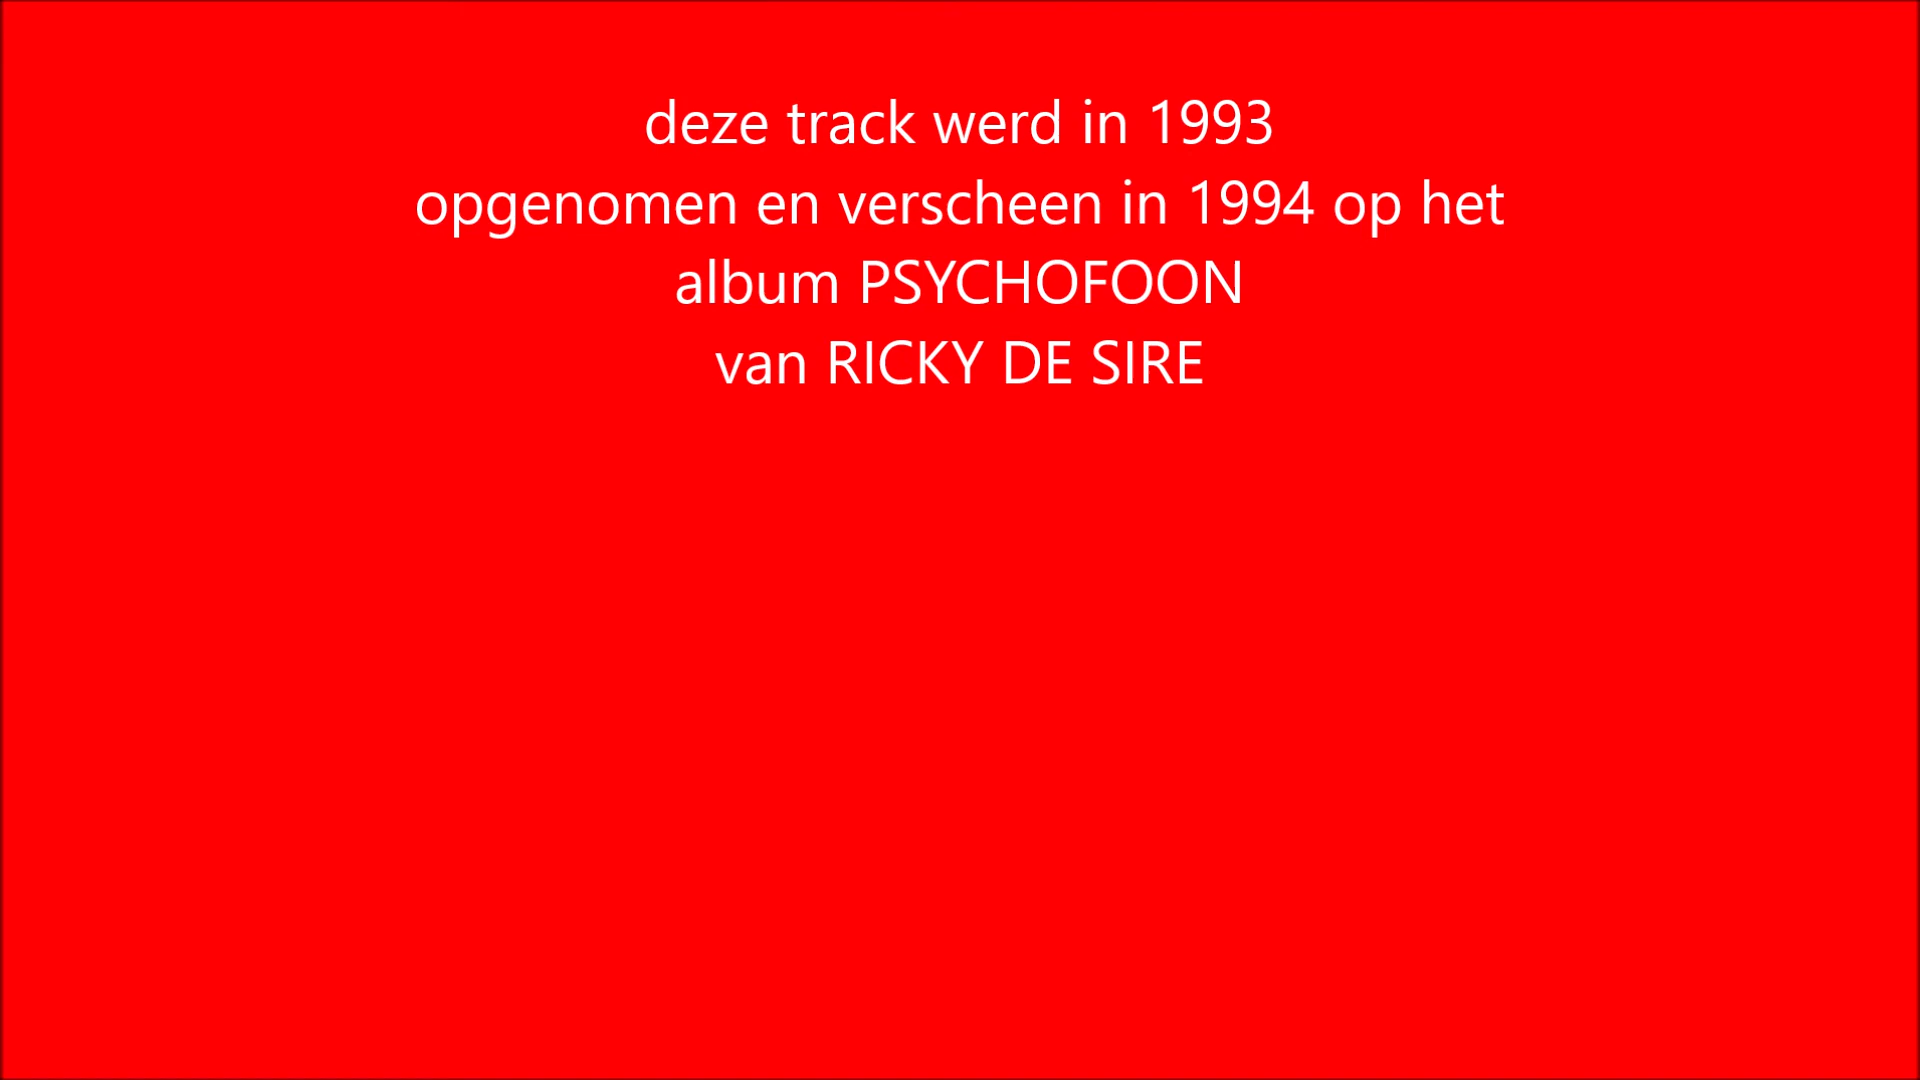 deze track werd in 1993
opgenomen en verscheen in 1994 op het
album PSYCHOFOON
van RICKY DE SIRE